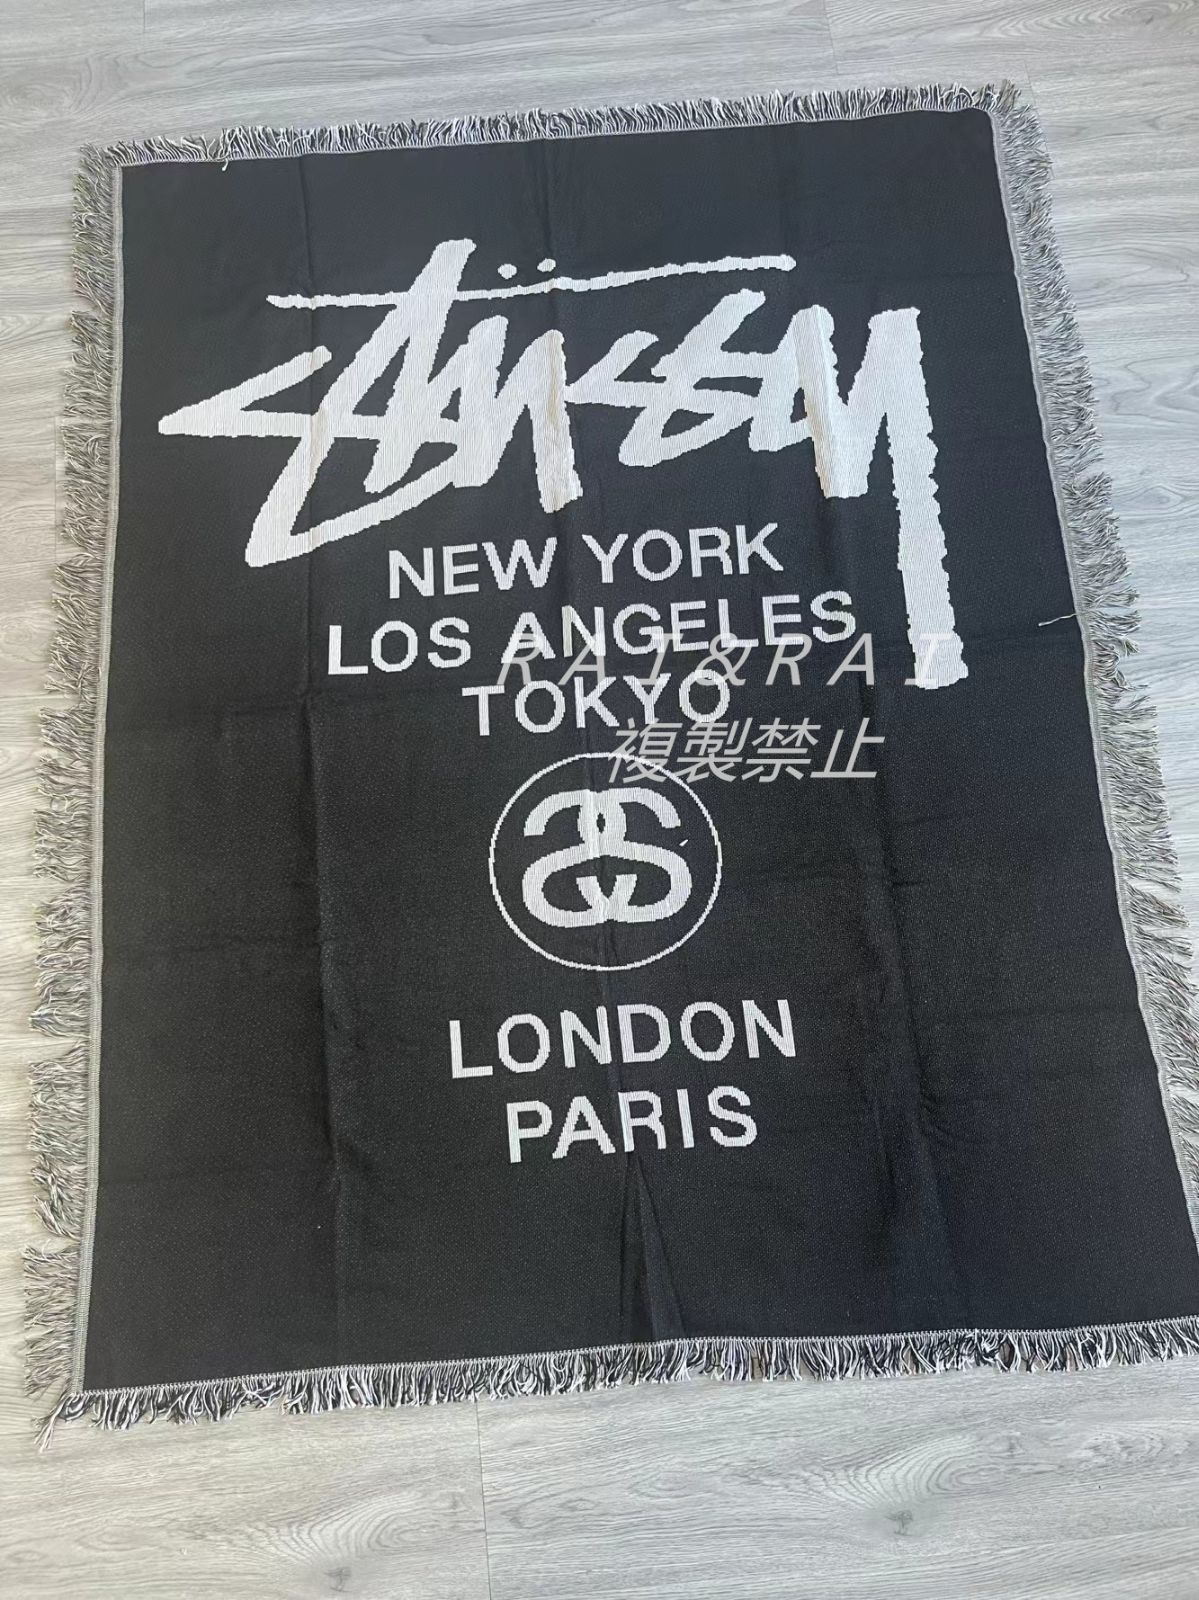 Stüssy
NEW YORK
LOS ANGELES
RAI&RAI
TOKYO
複製禁止
LONDON
PARIS